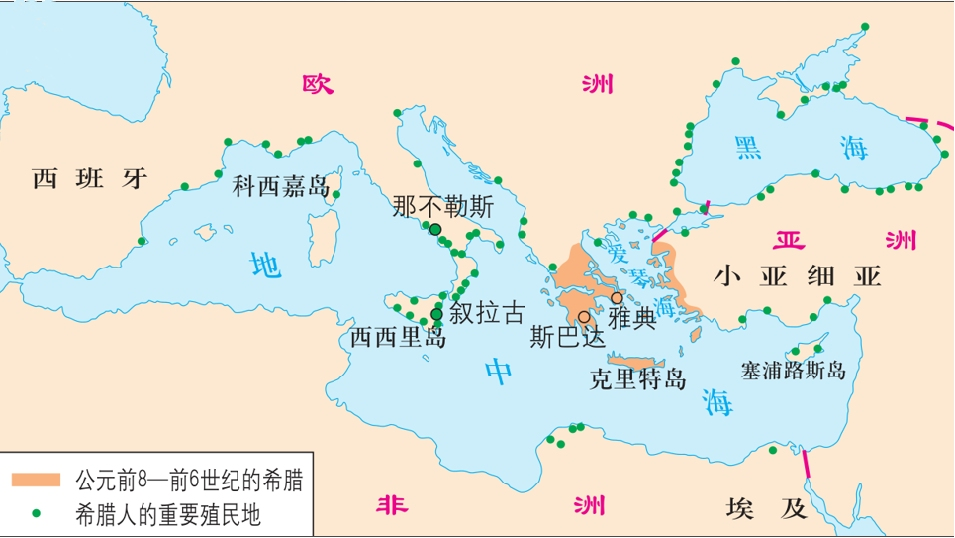 欧洲
黑海
西班牙
科西嘉岛
那不勒斯
亚洲
爱琴海
小亚细亚
地中海
叙拉古
雅典
斯巴达
西西里岛
克里特岛
塞浦路斯岛
非洲
埃及
公元前8—前6世纪的希腊
希腊人的重要殖民地